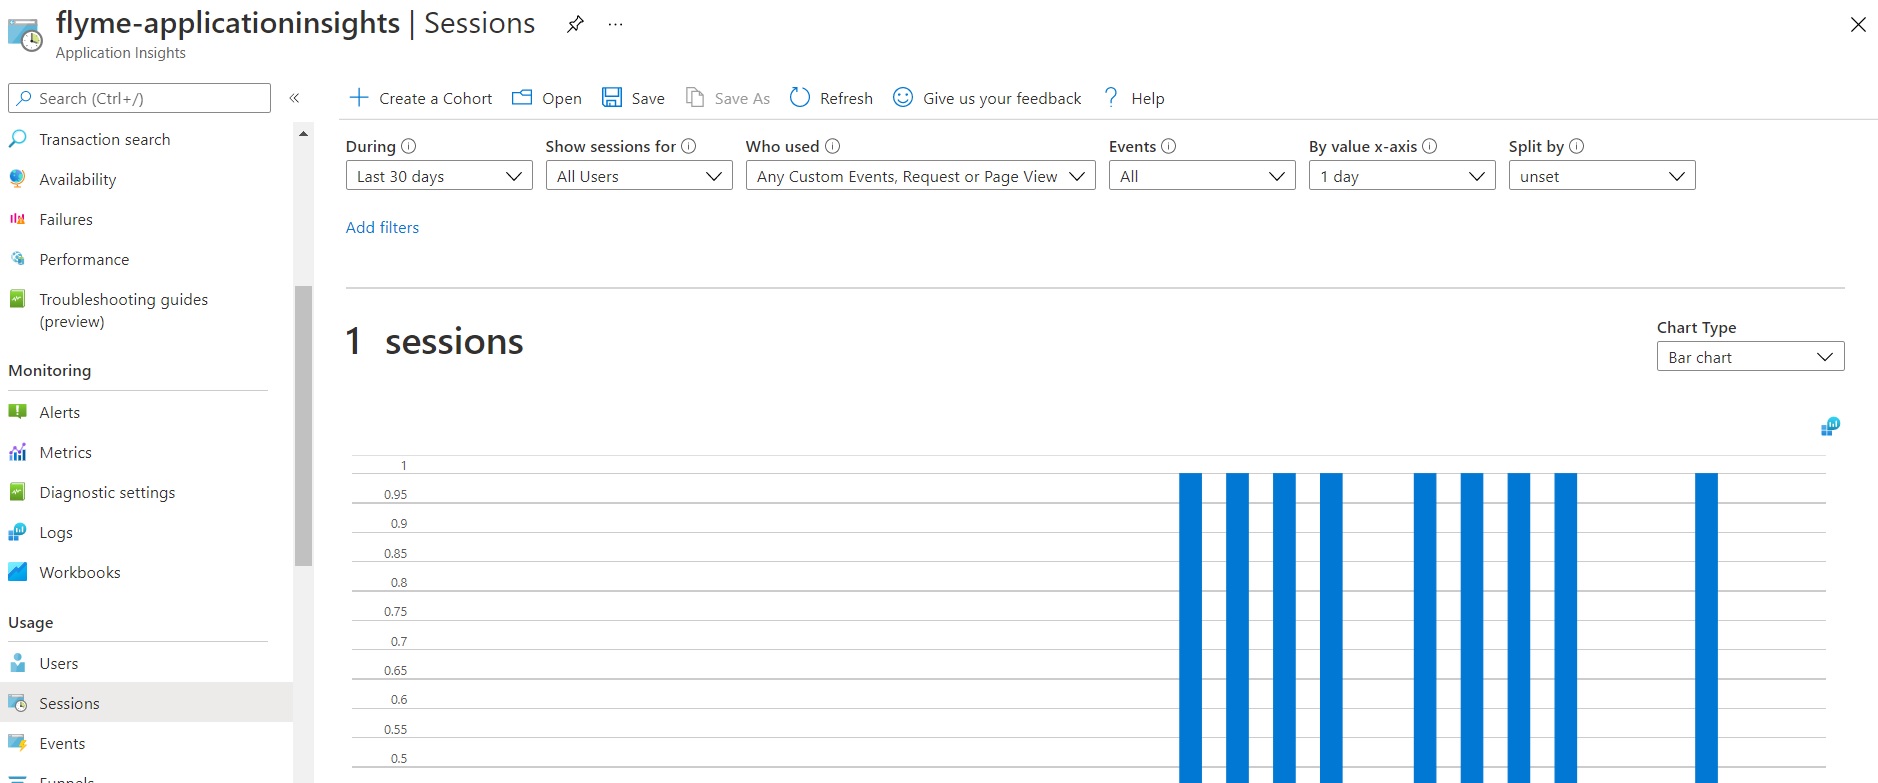 flyme-applicationinsights | Sessions
Application Insights
Search (Ctrl+/)
Transaction search
Availability
Failures
Performance
Troubleshooting guides
(preview)
Monitoring
Alerts
Metrics
Diagnostic settings
Logs
Workbooks
Usage
Users
Sessions
Events
Funnels
Create a Cohort
Open
Save
Save As
Refresh
Give us your feedback
Help
During
Show sessions for
Who used
Events
By value x-axis
Split by
Last 30 days
All Users
Any Custom Events, Request or Page View
All
1 day
unset
Add filters
1 sessions
Chart Type
Bar chart
1
0.95
0.9
0.85
0.8
0.75
0.7
0.65
0.6
0.55
0.5